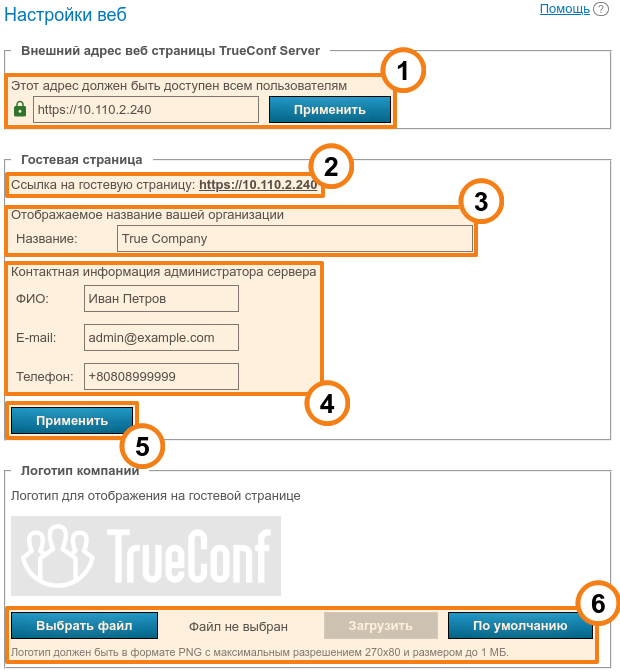 Настройки веб
Помощь ?
Внешний адрес веб страницы TrueConf Server
1
Этот адрес должен быть доступен всем пользователям
https://10.110.2.240 Применить
Гостевая страница
2
Ссылка на гостевую страницу: https://10.110.2.240
3
Отображаемое название вашей организации
Название: True Company
Контактная информация администратора сервера
ФИО: Иван Петров
E-mail: admin@example.com
Телефон: +80808999999
4
Применить
5
Логотип компании
Логотип для отображения на гостевой странице
TrueConf
6
Выбрать файл Файл не выбран Загрузить По умолчанию
Логотип должен быть в формате PNG с максимальным разрешением 270x80 и размером до 1 МБ.